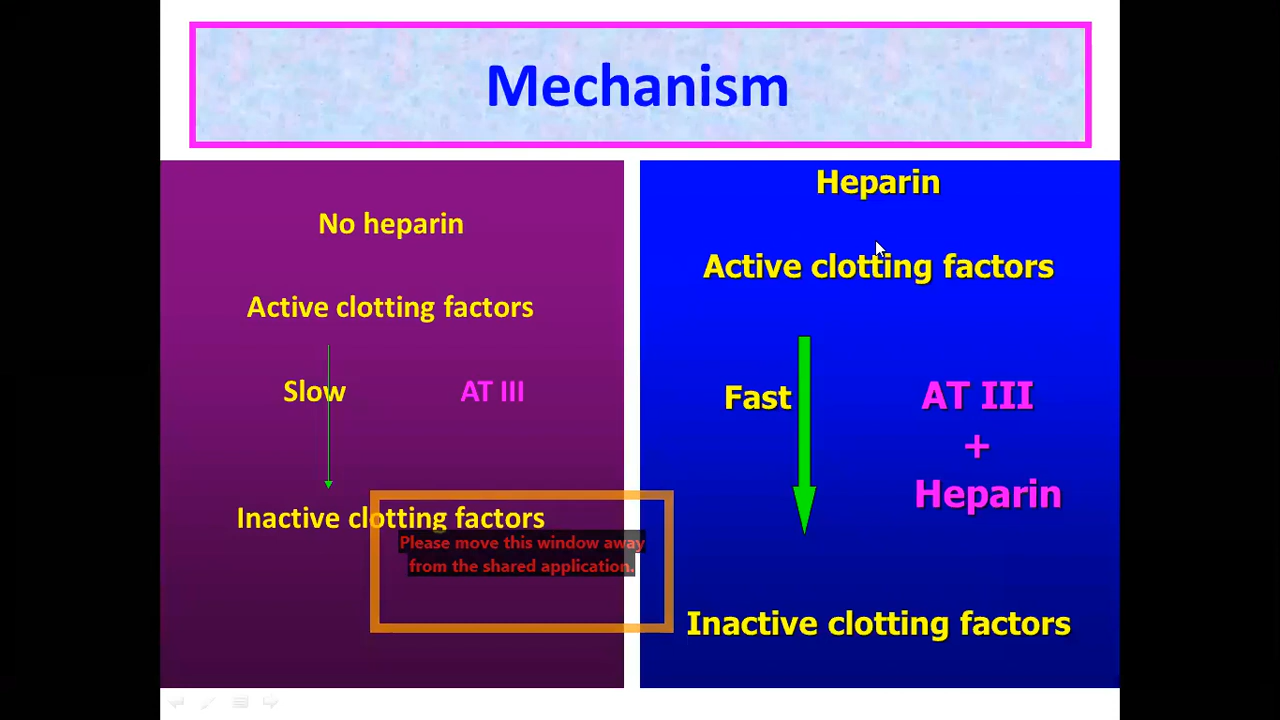 Mechanism
No heparin
Active clotting factors
Slow
AT III
Inactive clotting factors
Please move this window away
from the shared application.
Heparin
Active clotting factors
Fast
AT III
+
Heparin
Inactive clotting factors